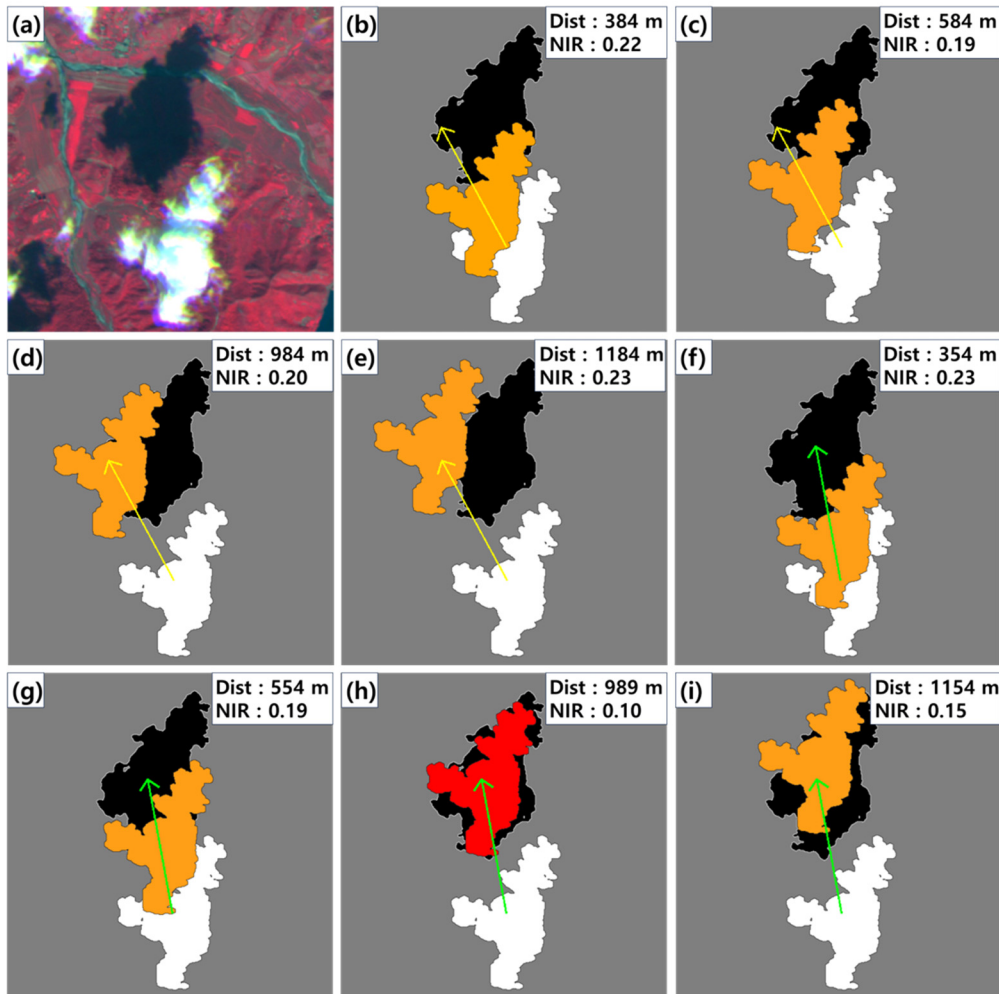 (a)
(b)
Dist : 384 m
NIR : 0.22
(c)
Dist : 584 m
NIR : 0.19
(d)
Dist : 984 m
NIR : 0.20
(e)
Dist : 1184 m
NIR : 0.23
(f)
Dist : 354 m
NIR : 0.23
(g)
Dist : 554 m
NIR : 0.19
(h)
Dist : 989 m
NIR : 0.10
(i)
Dist : 1154 m
NIR : 0.15